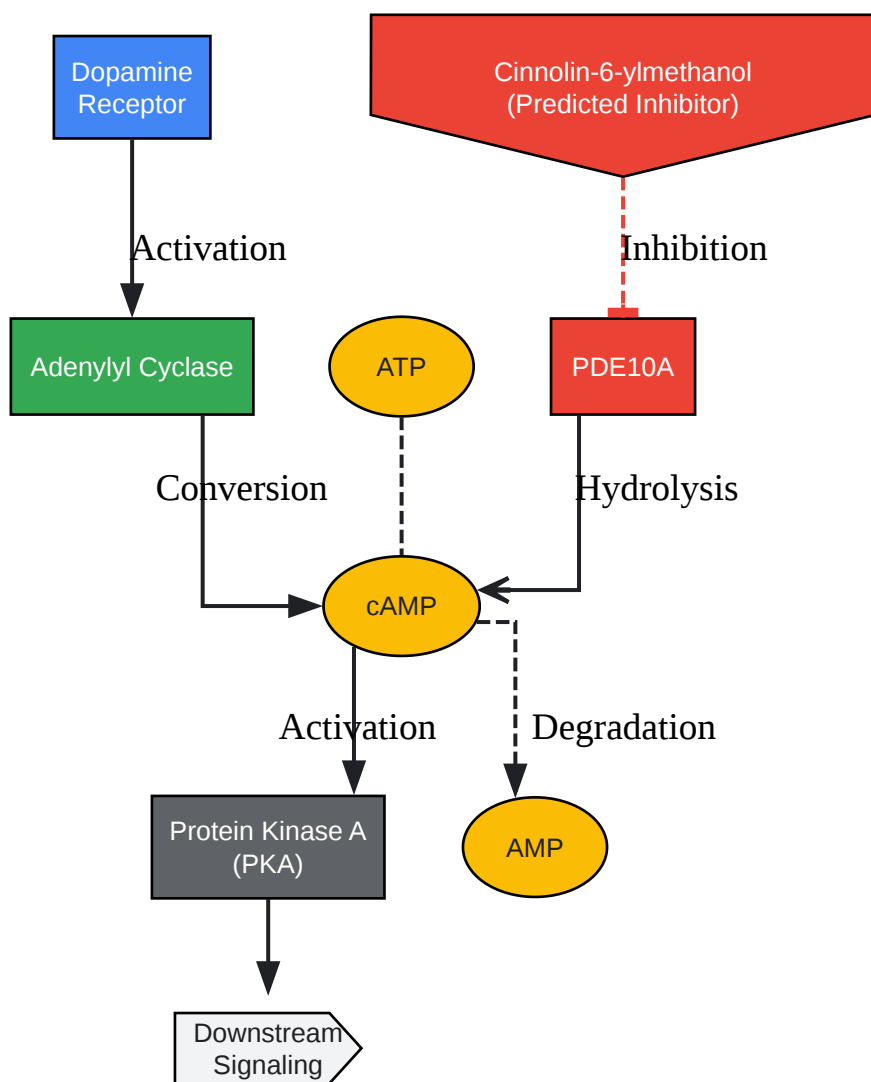 Dopamine
Receptor
Cinnolin-6-ylmethanol
(Predicted Inhibitor)
Activation
Inhibition
Adenylyl Cyclase
ATP
PDE10A
Conversion
Hydrolysis
cAMP
Activation
Degradation
Protein Kinase A
(PKA)
AMP
Downstream
Signaling